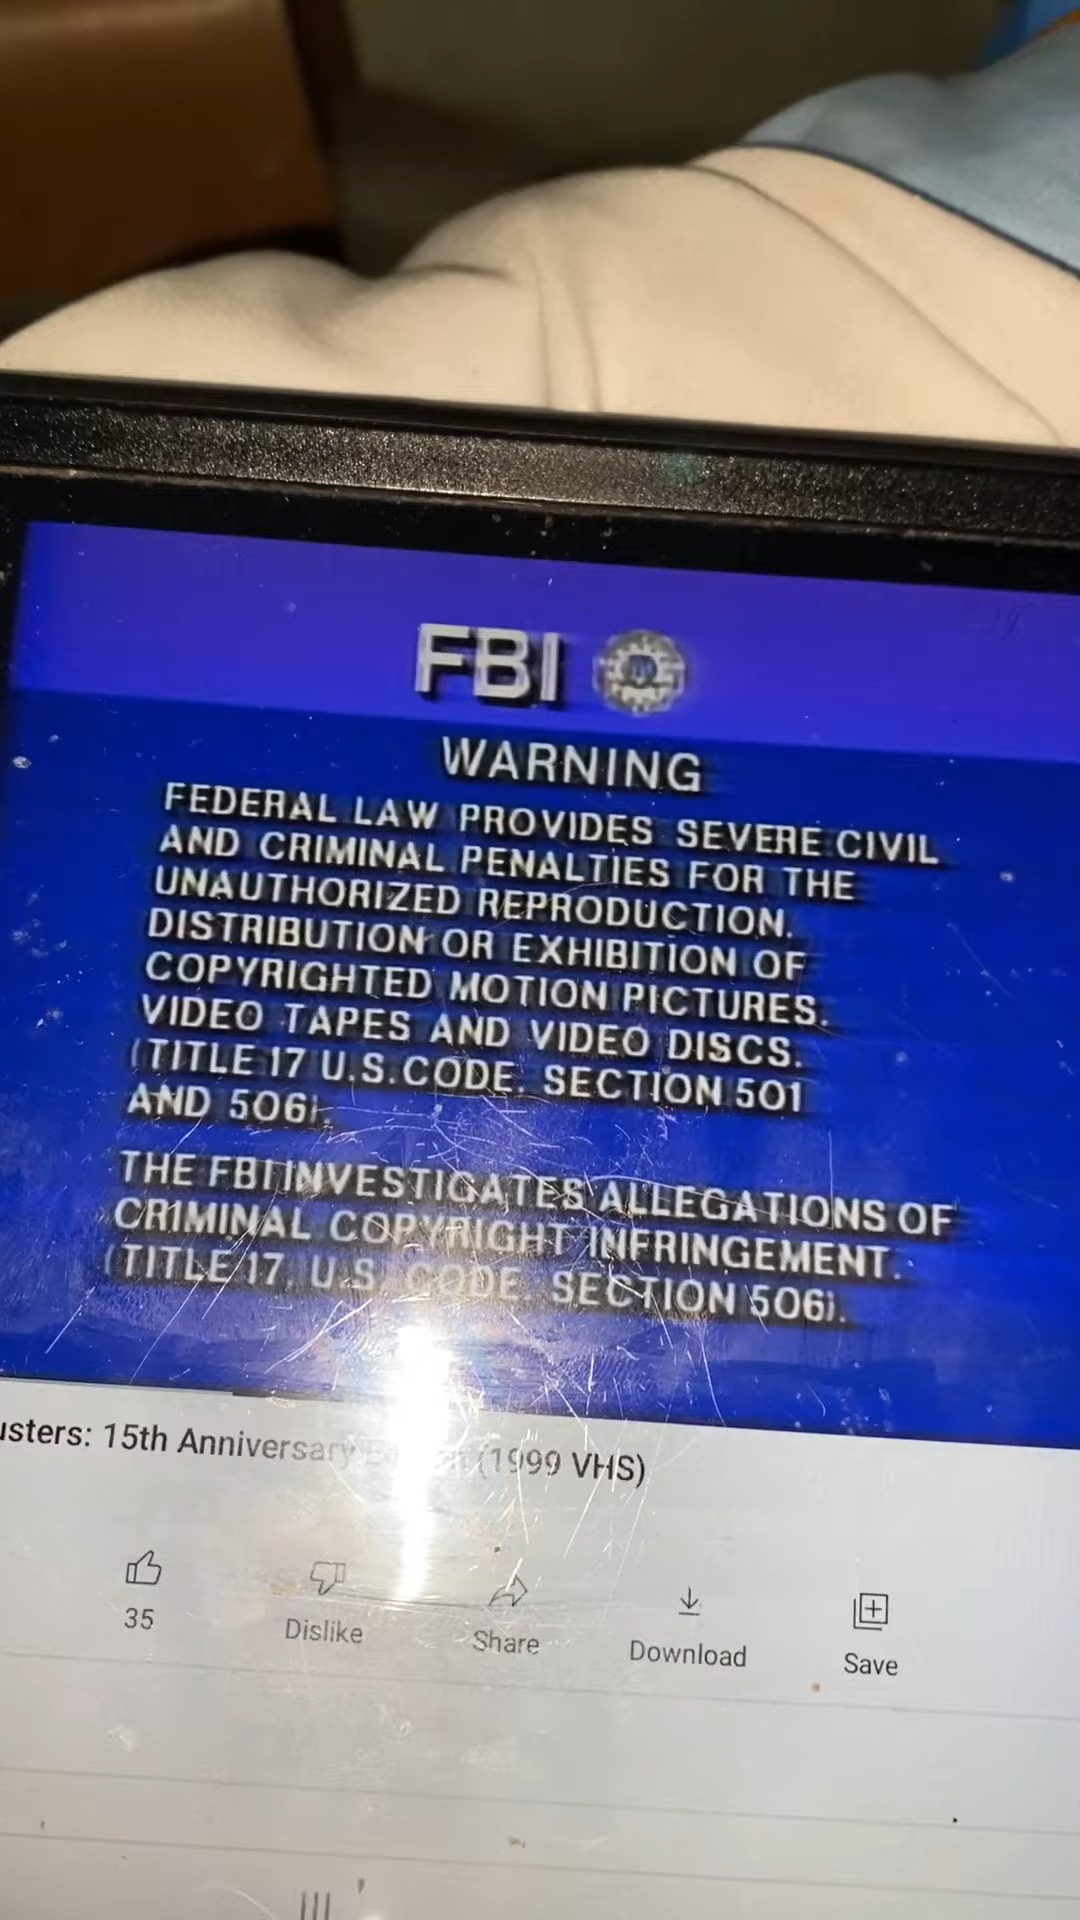 FBI
WARNING
FEDERAL LAW PROVIDES SEVERE CIVIL
AND CRIMINAL PENALTIES FOR THE
UNAUTHORIZED REPRODUCTION.
DISTRIBUTION OR EXHIBITION OF
COPYRIGHTED MOTION PICTURES.
VIDEO TAPES AND VIDEO DISCS.
(TITLE 17 U.S. CODE. SECTION 501
AND 506).
THE FBI INVESTIGATES ALLEGATIONS OF
CRIMINAL COPYRIGHT INFRINGEMENT.
(TITLE 17. U.S. CODE. SECTION 506).
usters: 15th Anniversary (1999 VHS)
35
Dislike
Share
Download
Save